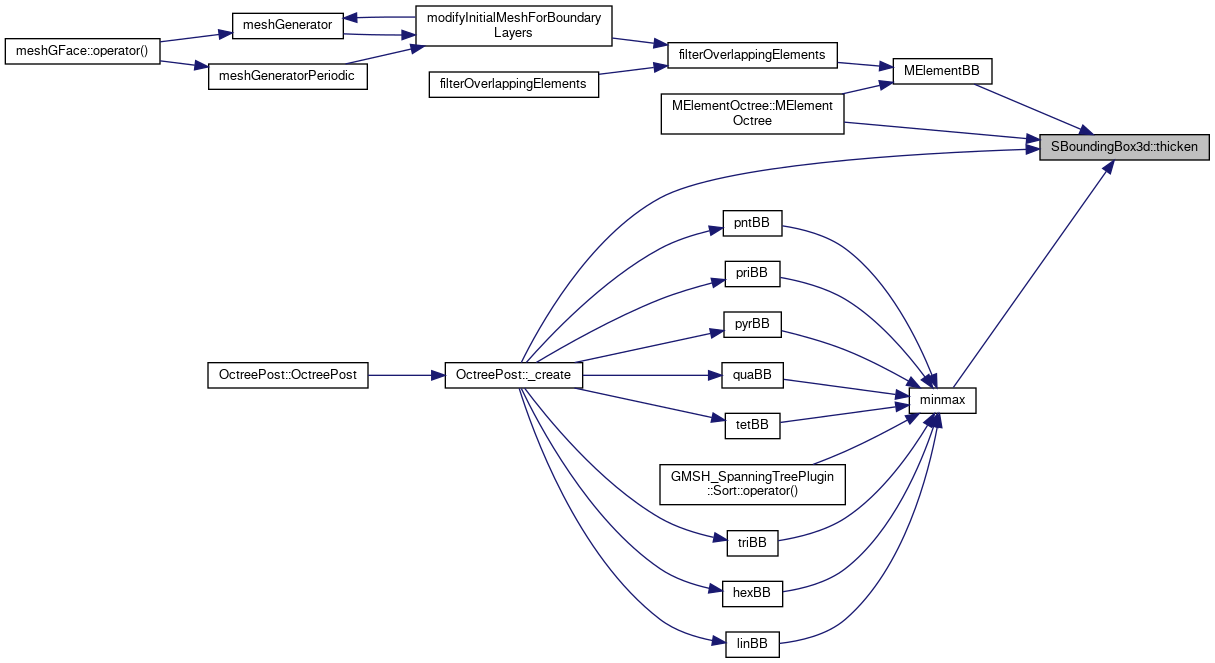 modifyInitialMeshForBoundary
Layers
meshGenerator
meshGFace::operator()
meshGeneratorPeriodic
filterOverlappingElements
filterOverlappingElements
MElementBB
MElementOctree::MElement
Octree
SBoundingBox3d::thicken
pntBB
priBB
pyrBB
OctreePost::OctreePost
OctreePost::_create
quaBB
minmax
tetBB
GMSH_SpanningTreePlugin
::Sort::operator()
triBB
hexBB
linBB